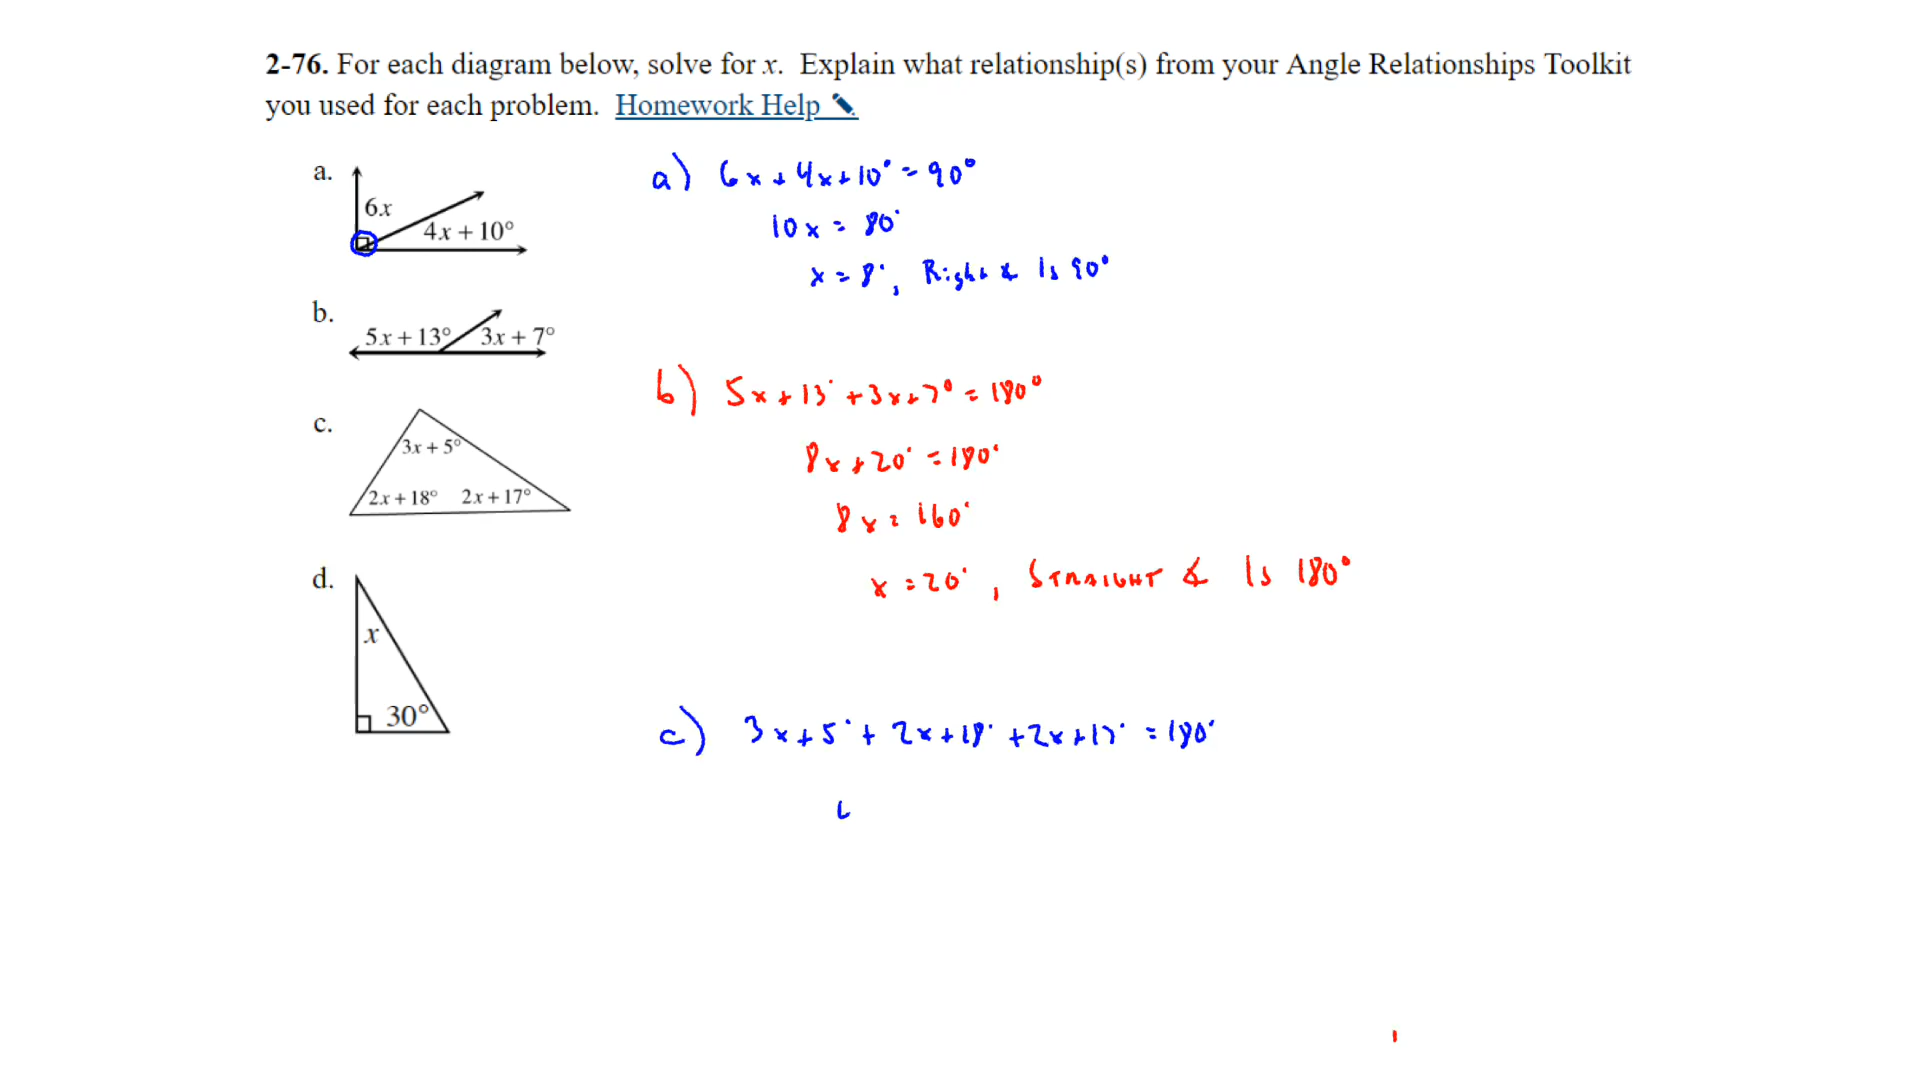 2-76. For each diagram below, solve for x. Explain what relationship(s) from your Angle Relationships Toolkit
you used for each problem. Homework Help
a.
6x
4x + 10°
b.
5x + 13°
3x + 7°
c.
3x + 5°
2x + 18°
2x + 17°
d.
x
30°
a) 6x + 4x + 10° = 90°
10x = 80°
x = 8°, Right ∡ Is 90°
b) 5x + 13° + 3x + 7° = 180°
8x + 20° = 180°
8x = 160°
x = 20°, STRAIGHT ∡ Is 180°
c) 3x + 5° + 2x + 18° + 2x + 17° = 180°